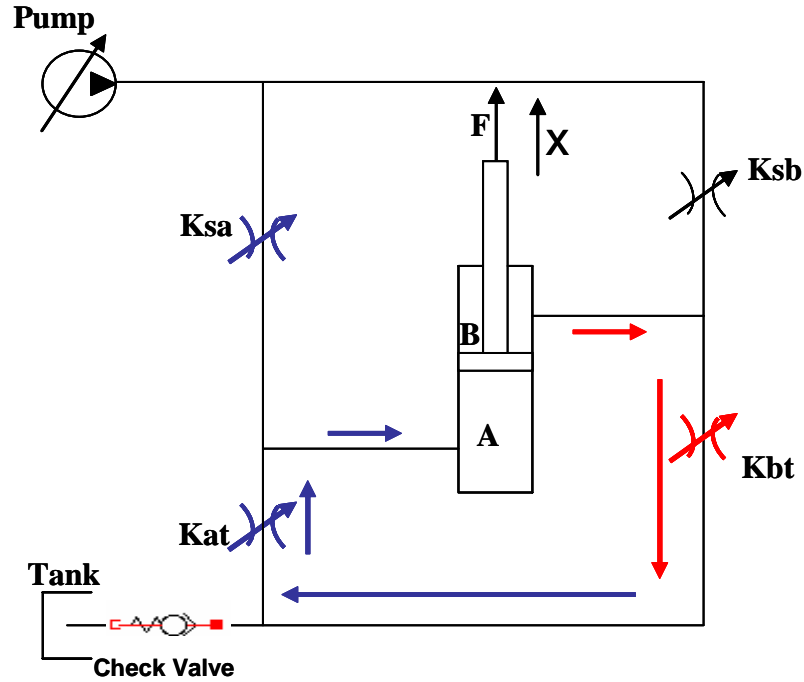 Pump
F
X
Ksb
Ksa
B
A
Kbt
Kat
Tank
Check Valve